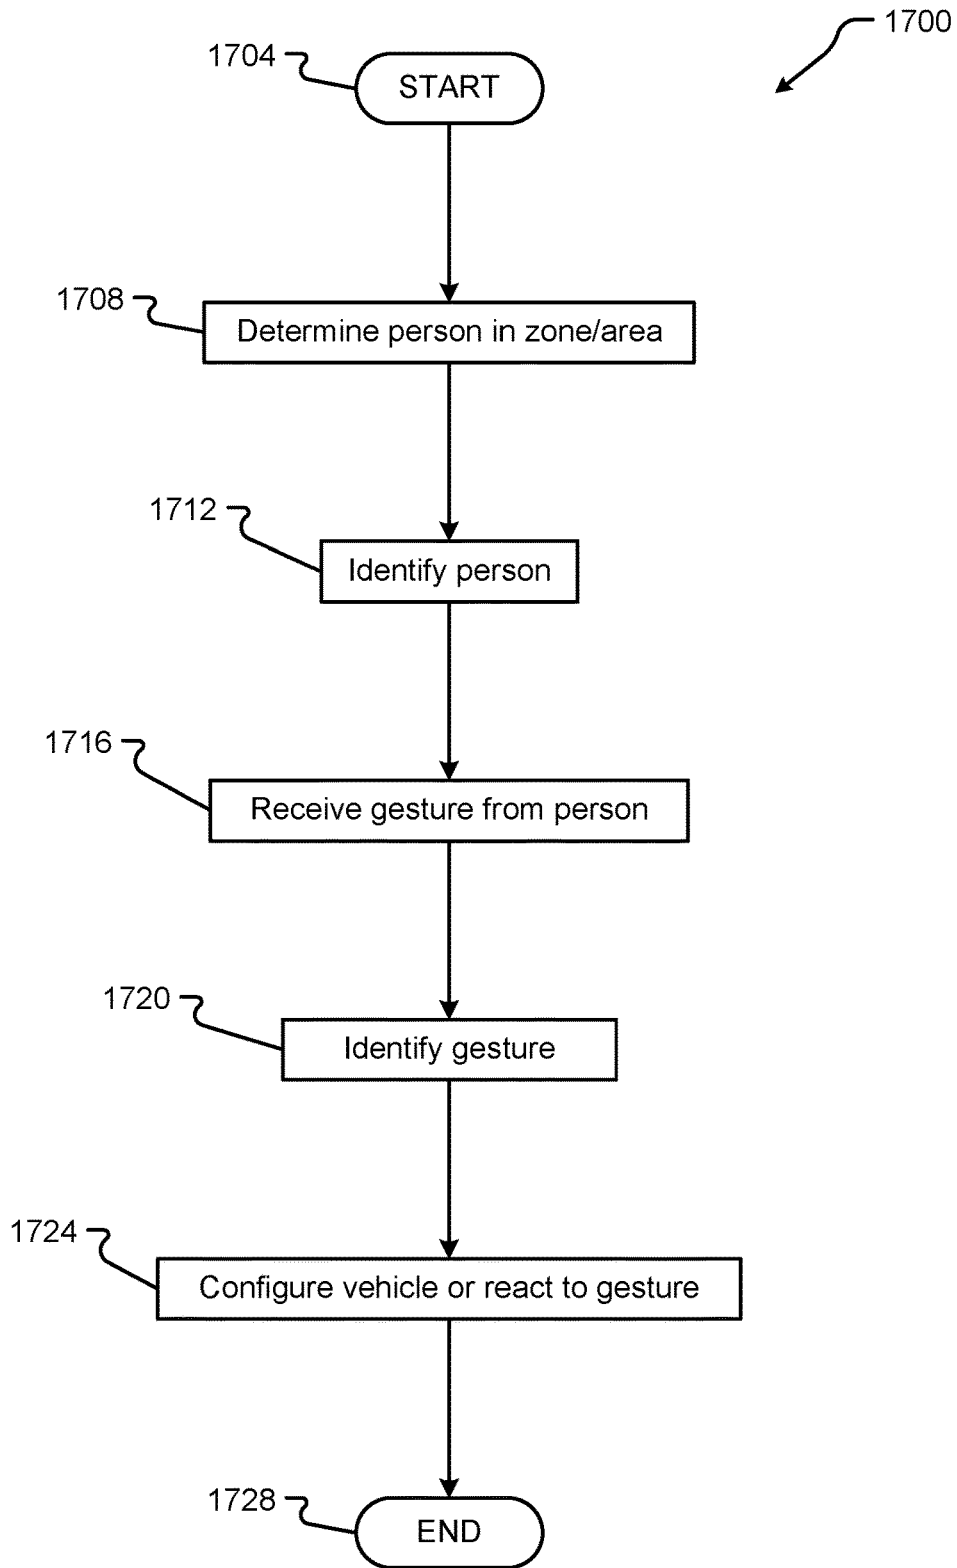 1700
1704
START
1708
Determine person in zone/area
1712
Identify person
1716
Receive gesture from person
1720
Identify gesture
1724
Configure vehicle or react to gesture
1728
END